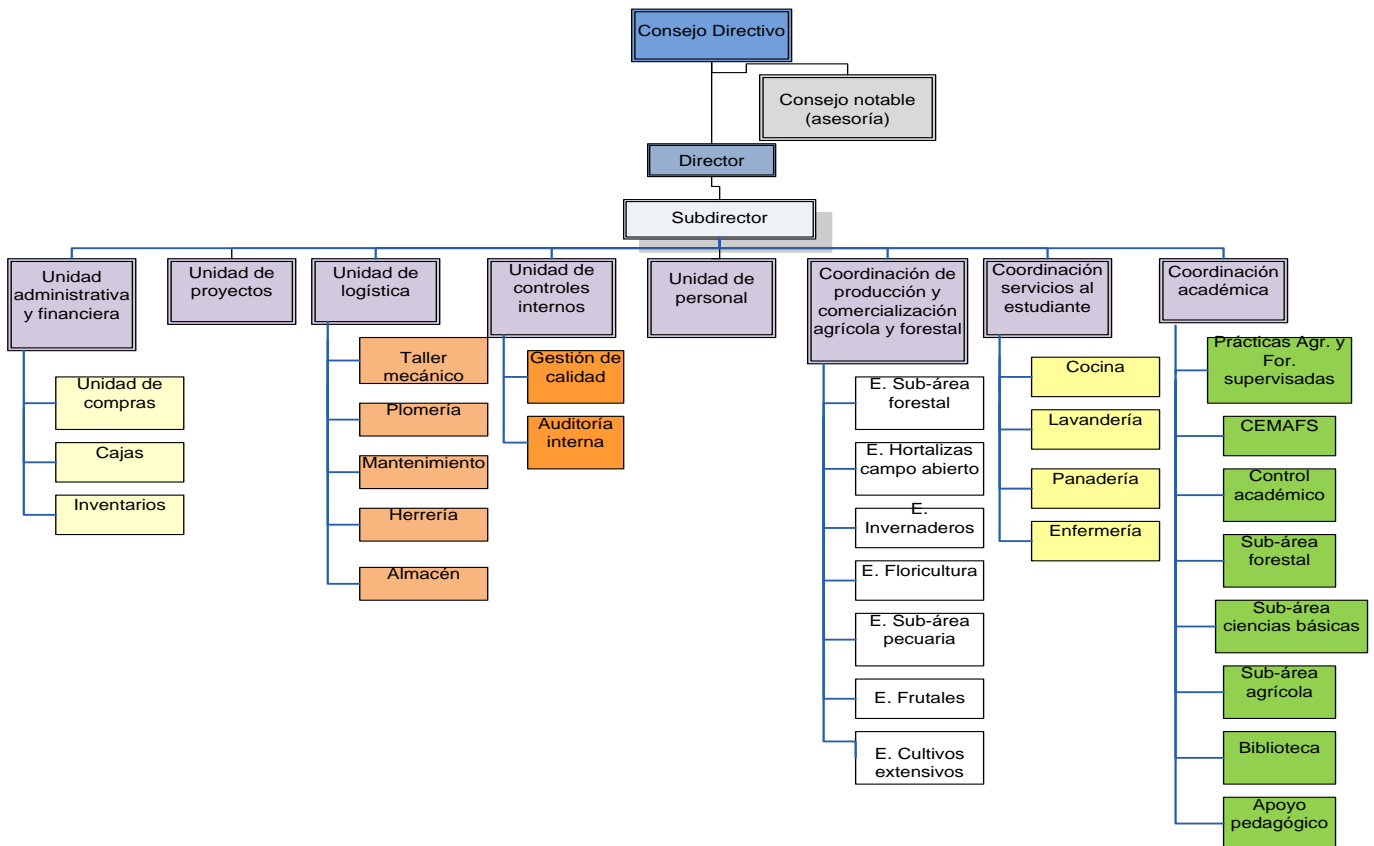 Consejo Directivo
Consejo notable
(asesoría)
Director
Subdirector
Unidad
administrativa
y financiera
Unidad de
proyectos
Unidad de
logística
Unidad de
controles
internos
Unidad de
personal
Coordinación de
producción y
comercialización
agrícola y forestal
Coordinación
servicios al
estudiante
Coordinación
académica
Unidad de
compras
Cajas
Inventarios
Taller
mecánico
Plomería
Mantenimiento
Herrería
Almacén
Gestión de
calidad
Auditoría
interna
E. Sub-área
forestal
E. Hortalizas
campo abierto
E.
Invernaderos
E. Floricultura
E. Sub-área
pecuaria
E. Frutales
E. Cultivos
extensivos
Cocina
Lavandería
Panadería
Enfermería
Prácticas Agr. y
For.
supervisadas
CEMAFS
Control
académico
Sub-área
forestal
Sub-área
ciencias básicas
Sub-área
agrícola
Biblioteca
Apoyo
pedagógico